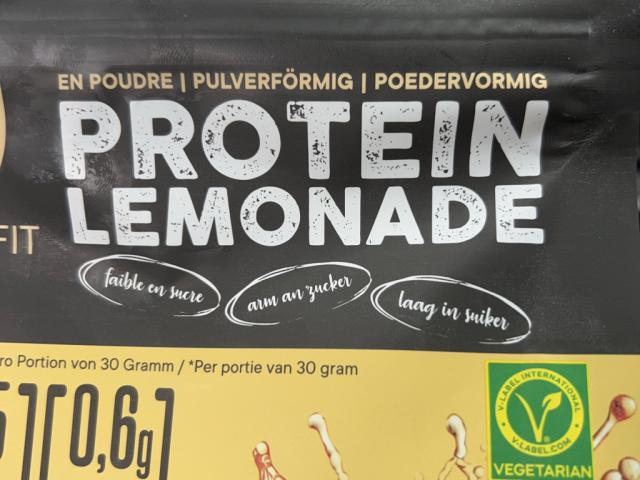 EN POUDRE | PULVERFÖRMIG | POEDERVORMIG
PROTEIN
LEMONADE
FIT
faible en sucre
arm an zucker
laag in suiker
Portion von 30 Gramm / *Per portie van 30 gram
0,6g
V-LABEL INTERNATIONAL
V-LABEL.COM
VEGETARIAN